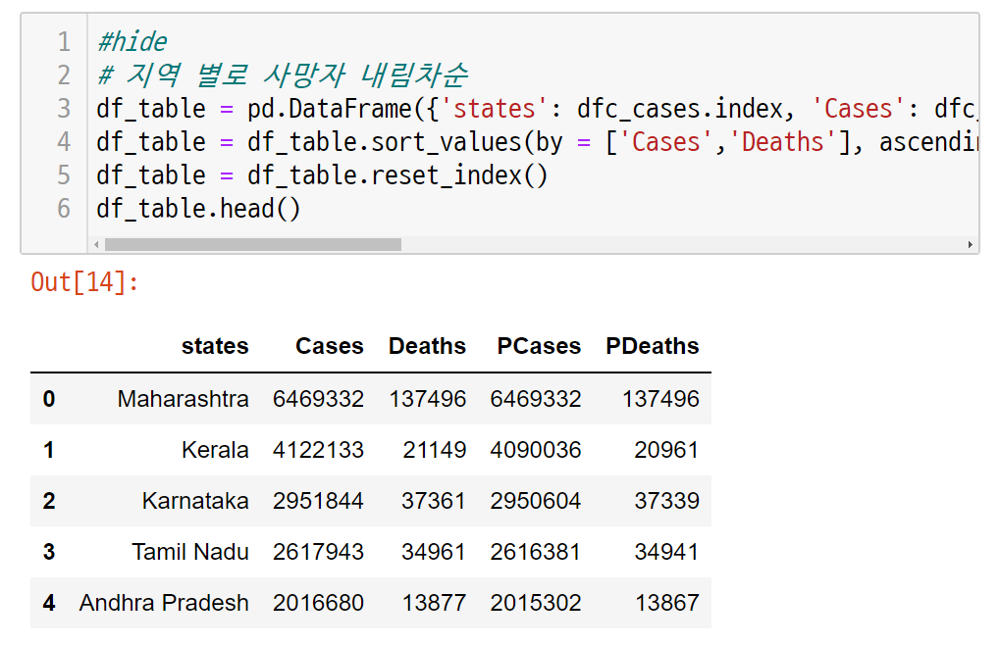 1 #hide
2 # 지역 별로 사망자 내림차순
3 df_table = pd.DataFrame({'states': dfc_cases.index, 'Cases': dfc_
4 df_table = df_table.sort_values(by = ['Cases','Deaths'], ascendin
5 df_table = df_table.reset_index()
6 df_table.head()
Out[14]:
states Cases Deaths PCases PDeaths
0 Maharashtra 6469332 137496 6469332 137496
1 Kerala 4122133 21149 4090036 20961
2 Karnataka 2951844 37361 2950604 37339
3 Tamil Nadu 2617943 34961 2616381 34941
4 Andhra Pradesh 2016680 13877 2015302 13867